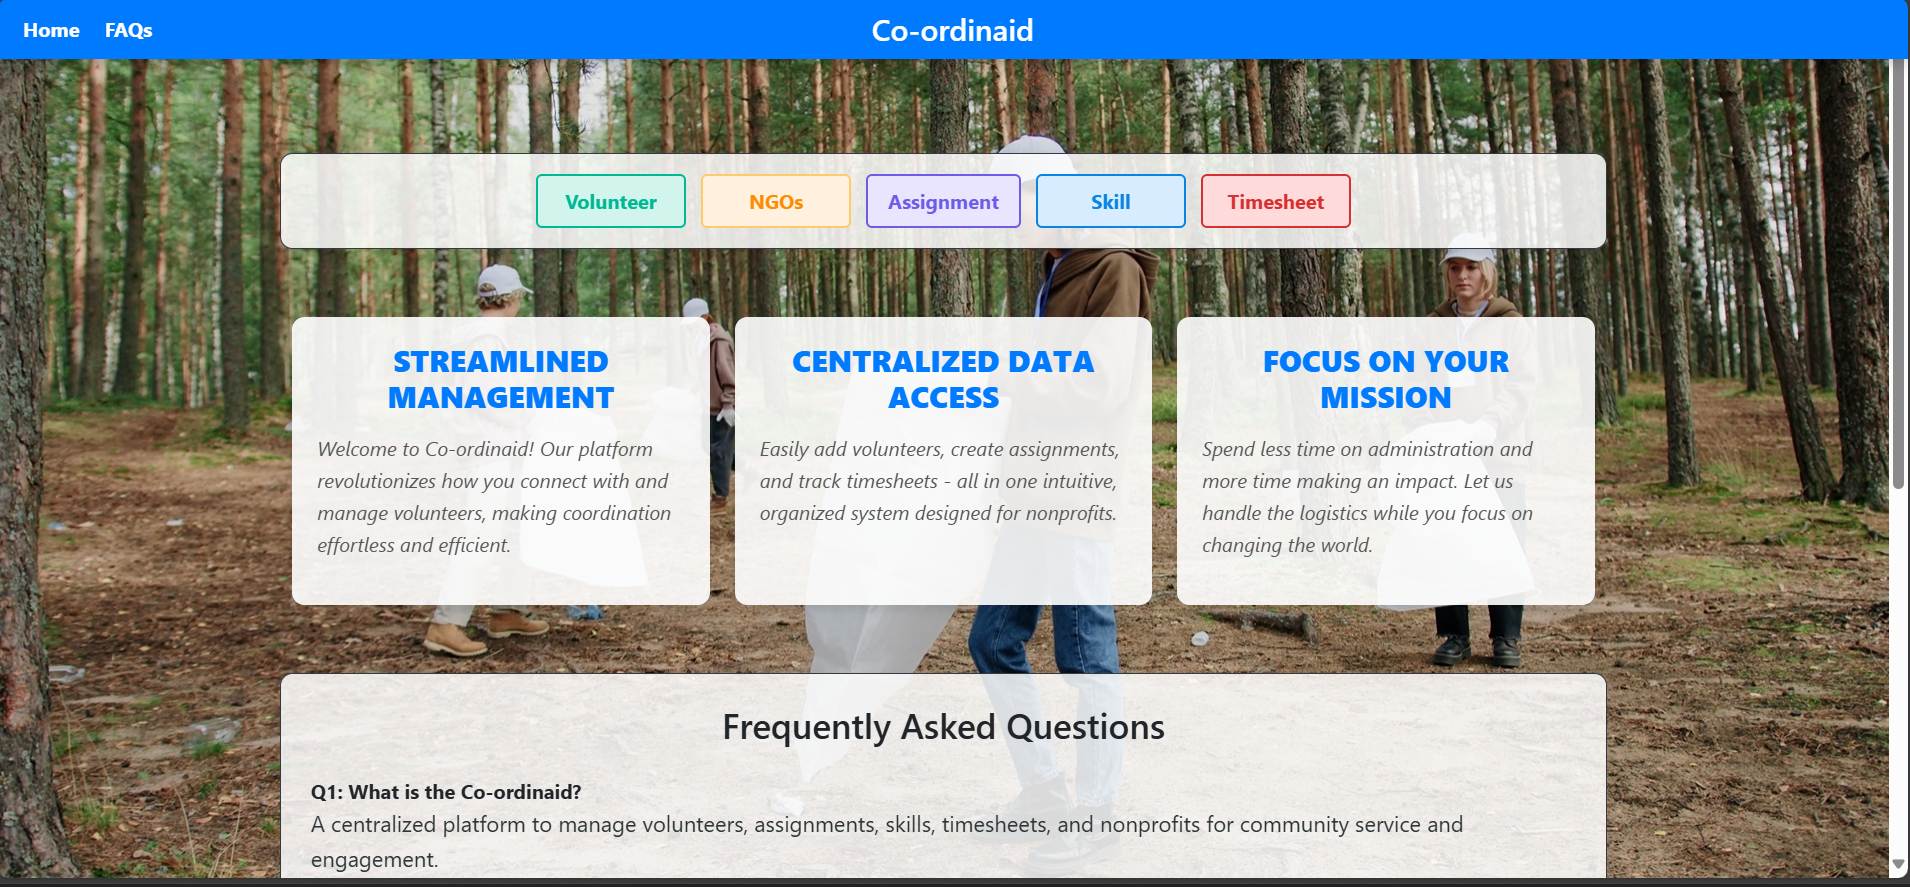 Home FAQs Co-ordinaid
Volunteer NGOs Assignment Skill Timesheet
STREAMLINED
MANAGEMENT
Welcome to Co-ordinaid! Our platform
revolutionizes how you connect with and
manage volunteers, making coordination
effortless and efficient.
CENTRALIZED DATA
ACCESS
Easily add volunteers, create assignments,
and track timesheets - all in one intuitive,
organized system designed for nonprofits.
FOCUS ON YOUR
MISSION
Spend less time on administration and
more time making an impact. Let us
handle the logistics while you focus on
changing the world.
Frequently Asked Questions
Q1: What is the Co-ordinaid?
A centralized platform to manage volunteers, assignments, skills, timesheets, and nonprofits for community service and
engagement.